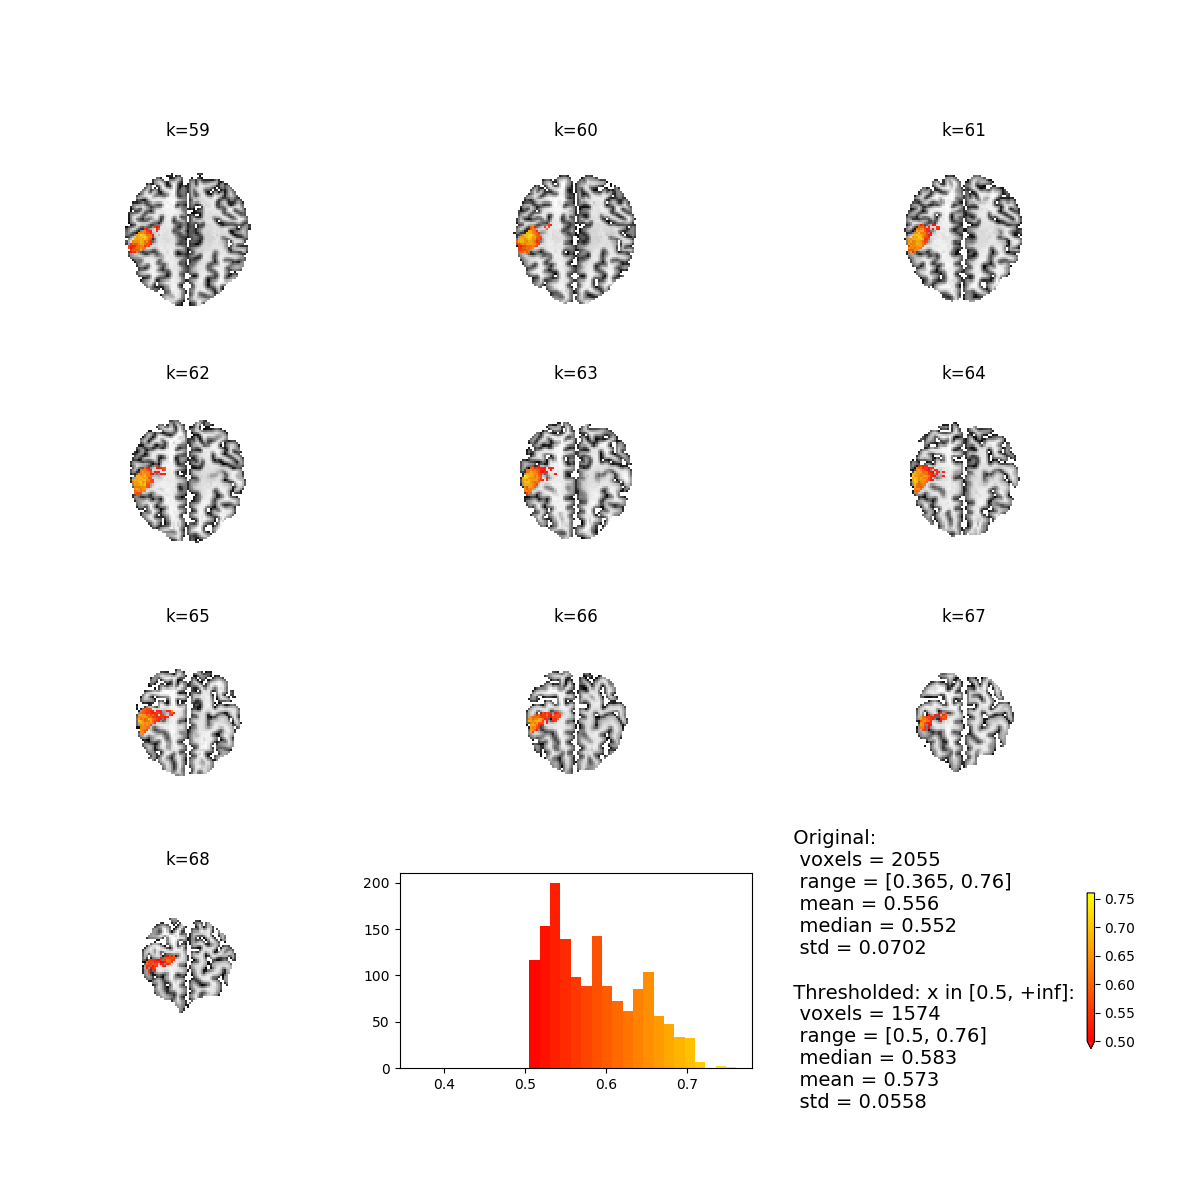 k=59
k=60
k=61
k=62
k=63
k=64
k=65
k=66
k=67
k=68
200
150
100
50
0
0.4
0.5
0.6
0.7
Original:
voxels = 2055
range = [0.365, 0.76]
mean = 0.556
median = 0.552
std = 0.0702
Thresholded: x in [0.5, +inf]:
voxels = 1574
range = [0.5, 0.76]
median = 0.583
mean = 0.573
std = 0.0558
0.75
0.70
0.65
0.60
0.55
0.50